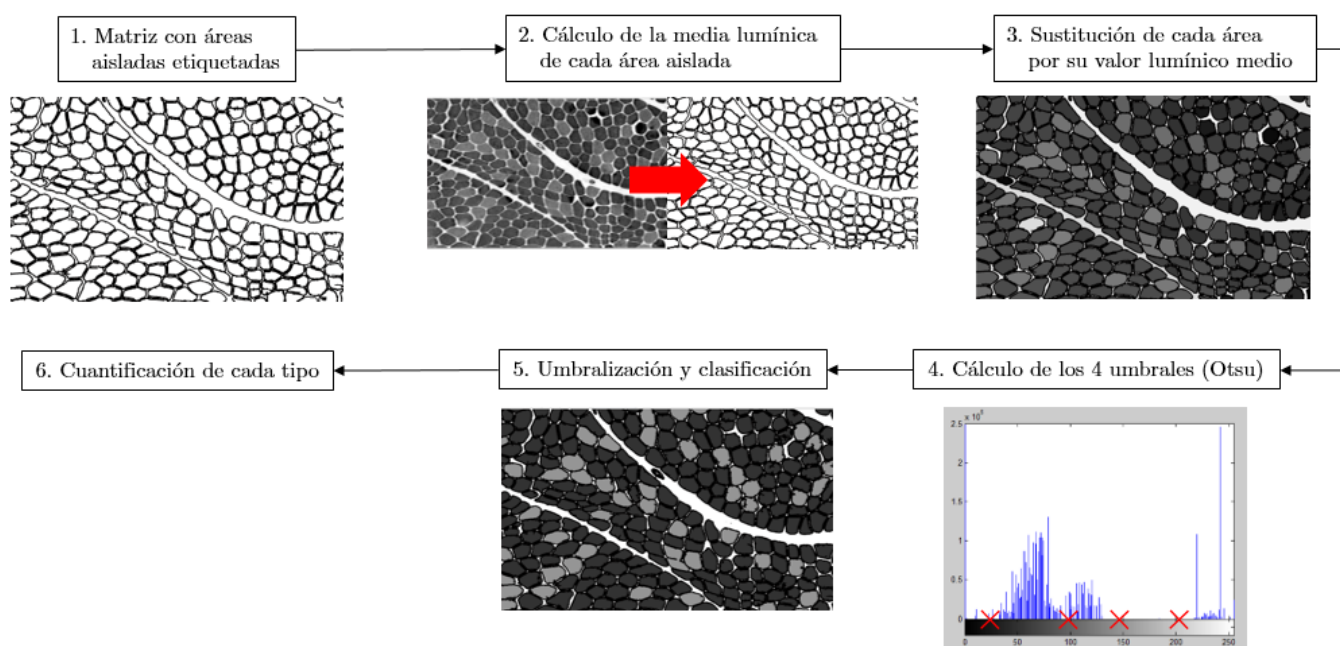 1. Matriz con áreas
aisladas etiquetadas
2. Cálculo de la media lumínica
de cada área aislada
3. Sustitución de cada área
por su valor lumínico medio
6. Cuantificación de cada tipo
5. Umbralización y clasificación
4. Cálculo de los 4 umbrales (Otsu)
2.5
2
1.5
1
0.5
0
0 50 100 150 200 250